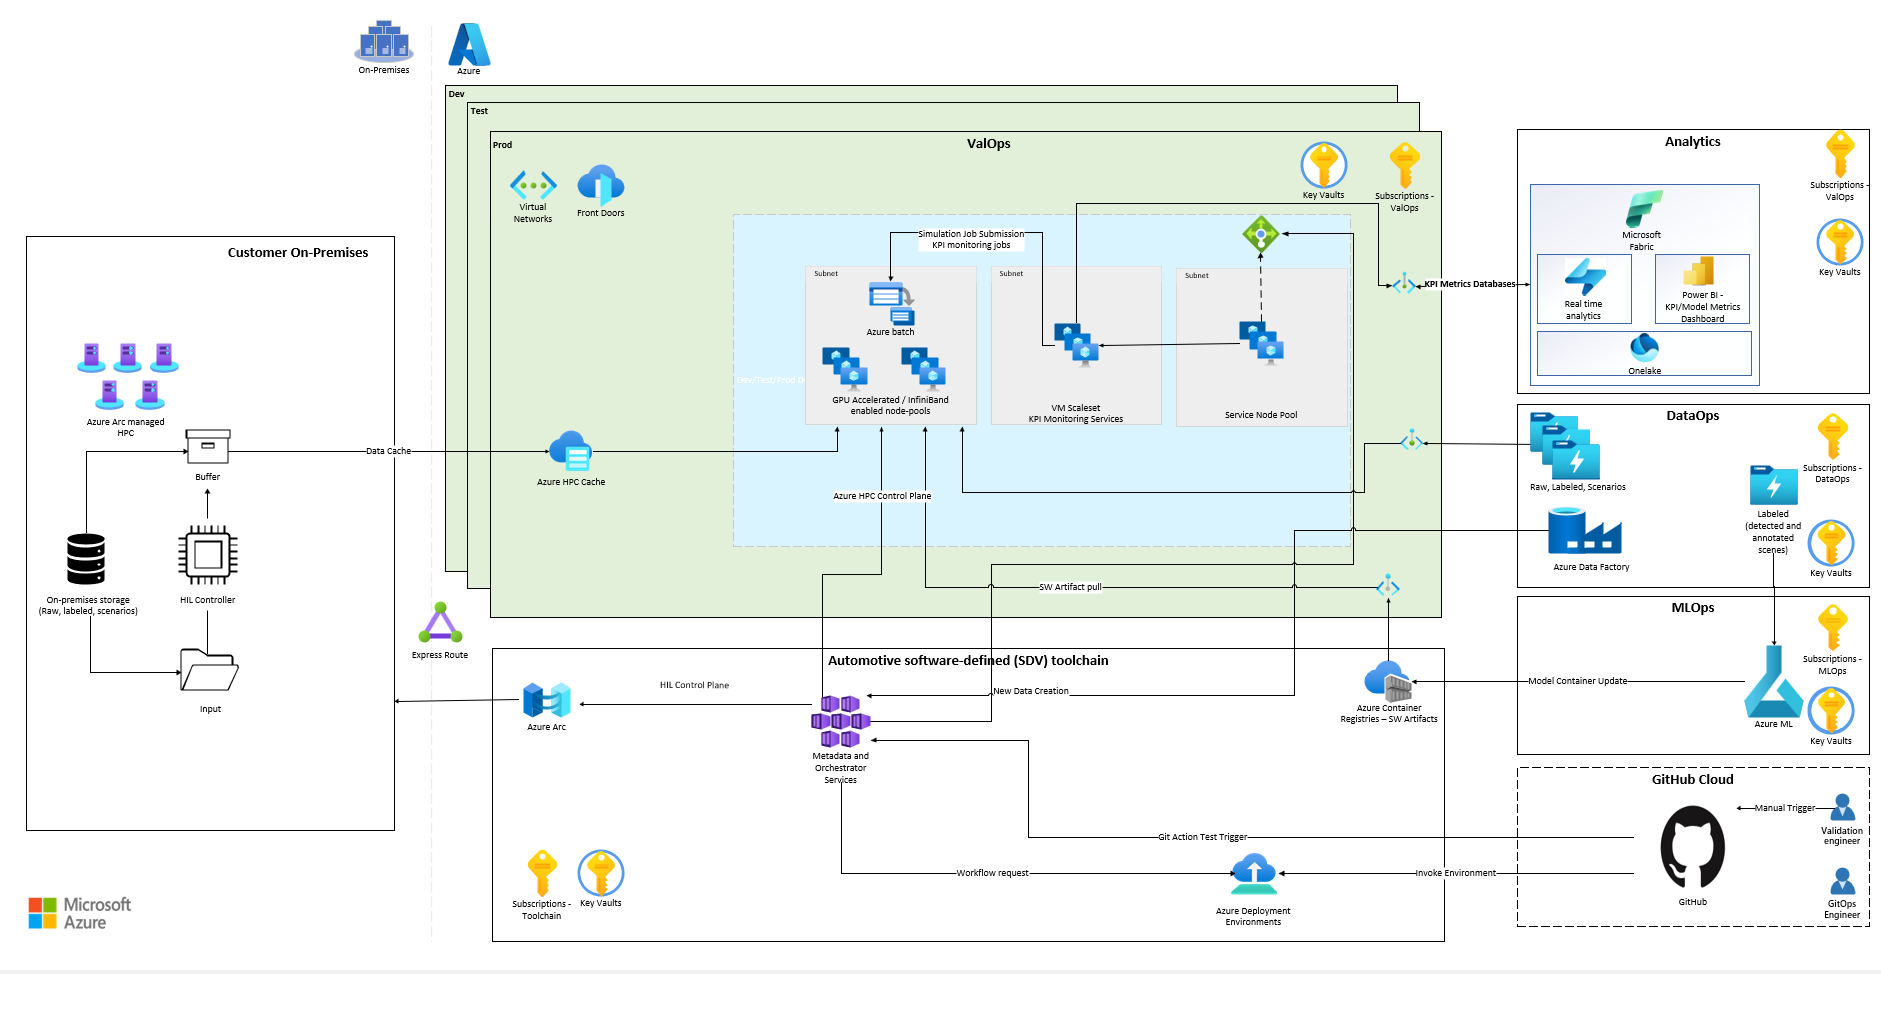 On-Premises
Azure
Dev
Test
Prod
ValOps
Virtual
Networks
Front Doors
Key Vaults
Subscriptions -
ValOps
Simulation Job Submission
KPI monitoring jobs
Subnet
Subnet
Subnet
Azure batch
GPU Accelerated / InfiniBand
enabled node-pools
VM Scaleset
KPI Monitoring Services
Service Node Pool
Dev/Test/Prod D
Data Cache
Azure HPC Cache
Azure HPC Control Plane
SW Artifact pull
KPI Metrics Databases
Customer On-Premises
Azure Arc managed
HPC
Buffer
On-premises storage
(Raw, labeled, scenarios)
HIL Controller
Input
Express Route
Analytics
Subscriptions -
ValOps
Microsoft
Fabric
Key Vaults
Real time
analytics
Power BI -
KPI/Model Metrics
Dashboard
Onelake
DataOps
Subscriptions -
DataOps
Raw, Labeled, Scenarios
Labeled
(detected and
annotated
scenes)
Azure Data Factory
Key Vaults
MLOps
Subscriptions -
MLOps
Model Container Update
Azure ML
Key Vaults
Automotive software-defined (SDV) toolchain
HIL Control Plane
Azure Arc
New Data Creation
Metadata and
Orchestrator
Services
Azure Container
Registries – SW Artifacts
Git Action Test Trigger
Workflow request
Invoke Environment
Azure Deployment
Environments
Subscriptions -
Toolchain
Key Vaults
GitHub Cloud
Manual Trigger
Validation
engineer
GitHub
GitOps
Engineer
Microsoft
Azure